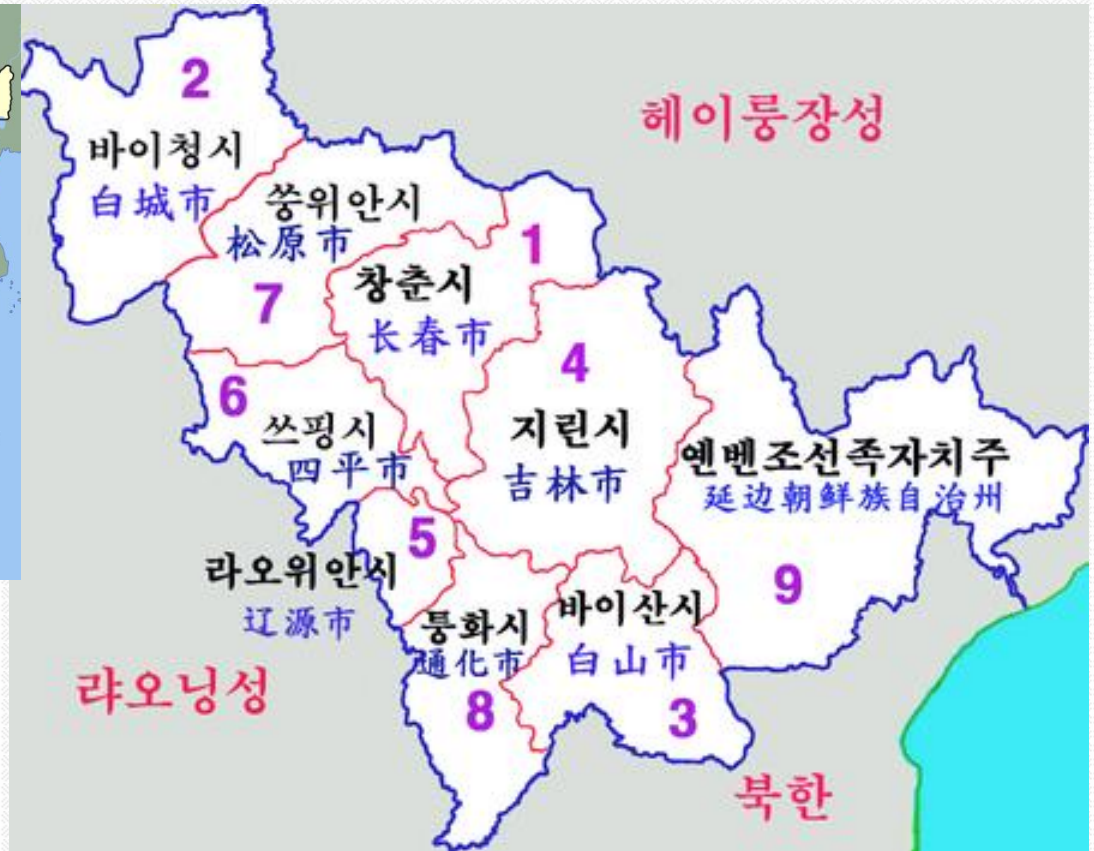 2
바이청시
白城市
헤이룽장성
쑹위안시
松原市
1
7
창춘시
长春市
4
지린시
吉林市
6
쓰핑시
四平市
옌벤조선족자치주
延边朝鲜族自治州
5
라오위안시
辽源市
9
퉁화시
通化市
바이산시
白山市
랴오닝성
8
3
북한